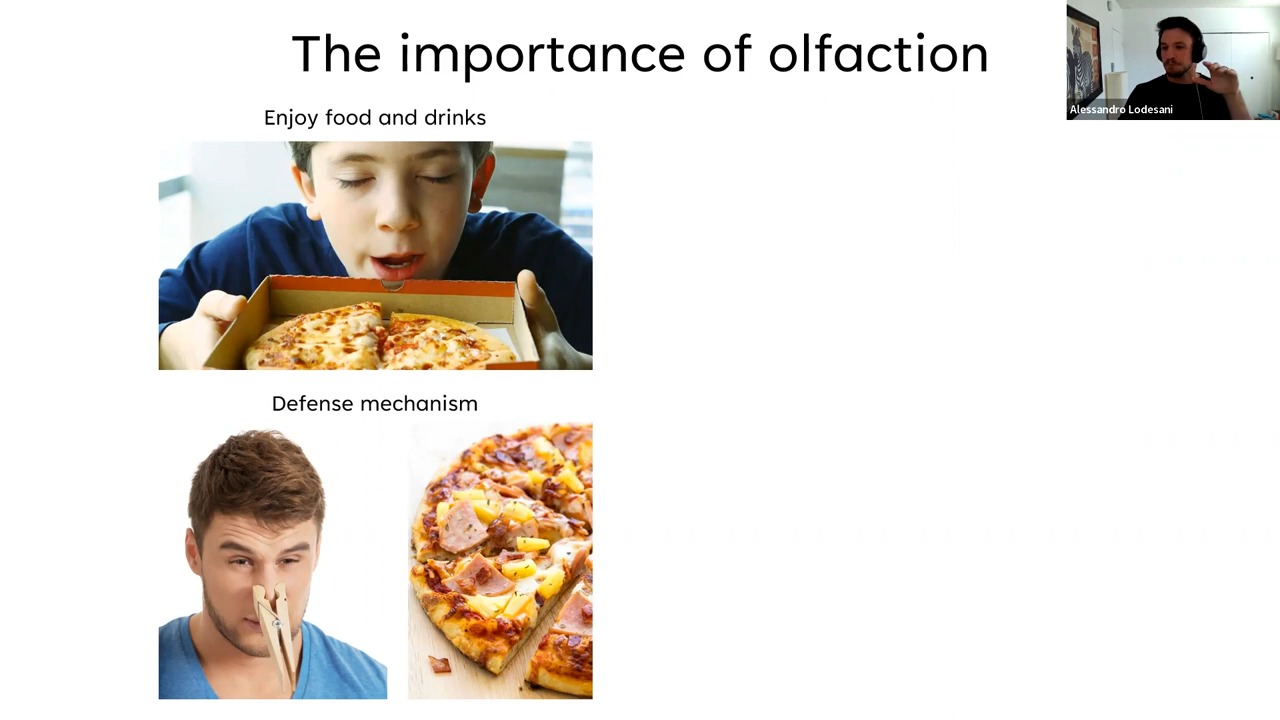 The importance of olfaction
Alessandro Lodesani
Enjoy food and drinks
Defense mechanism